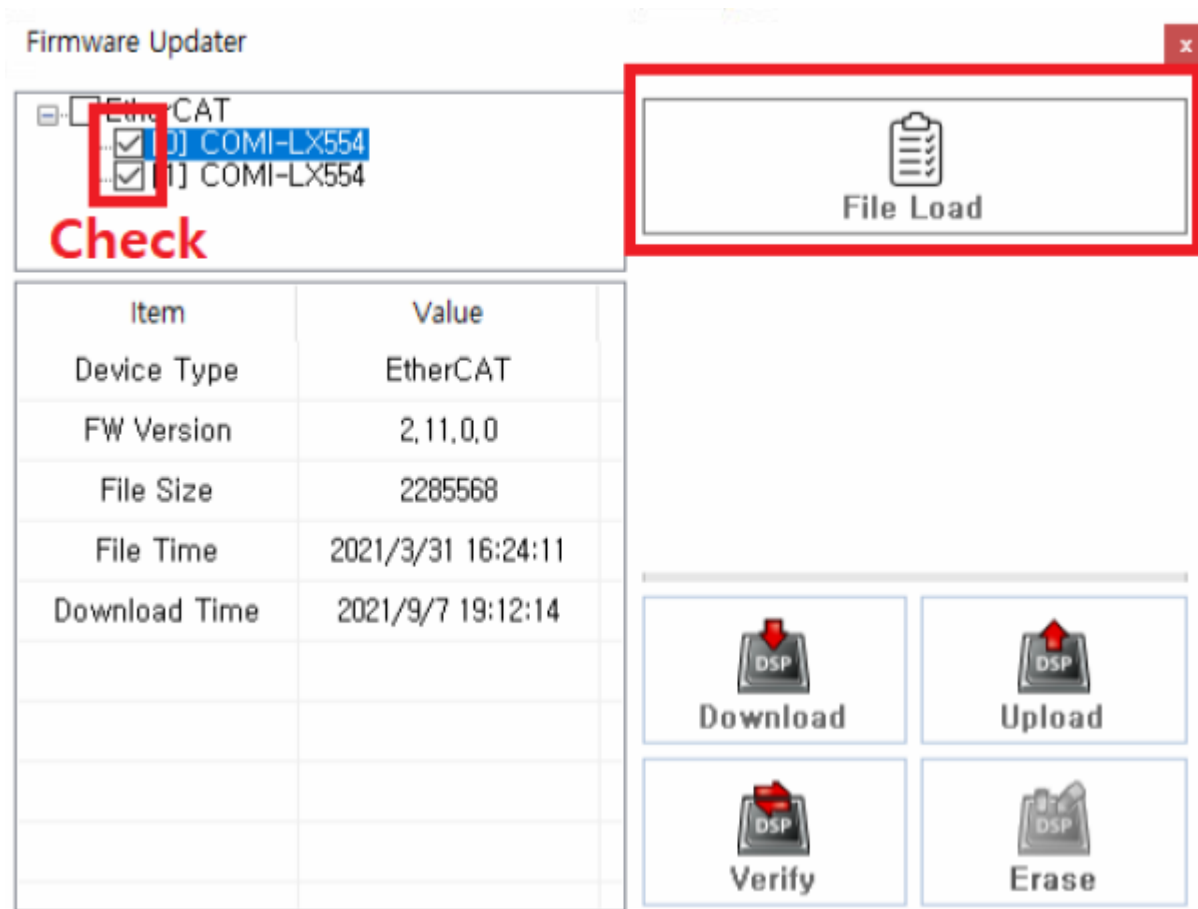 Firmware Updater
x
EtherCAT
[0] COMI-LX554
[1] COMI-LX554
Check
File Load
Item Value
Device Type EtherCAT
FW Version 2,11,0,0
File Size 2285568
File Time 2021/3/31 16:24:11
Download Time 2021/9/7 19:12:14
DSP DSP
Download Upload
DSP DSP
Verify Erase